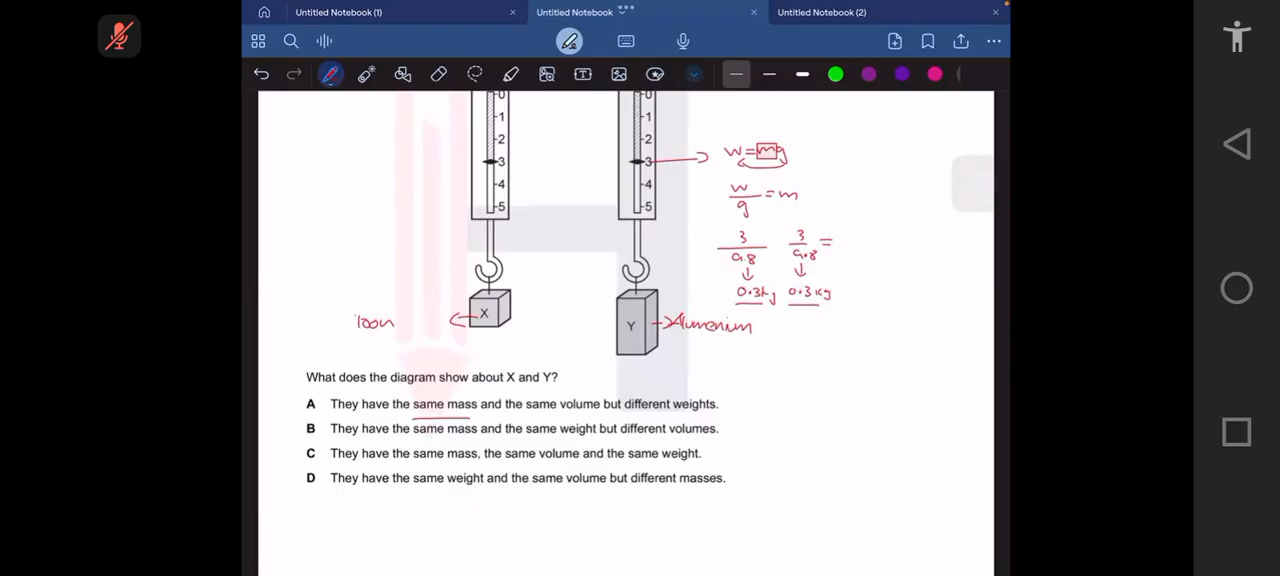 Untitled Notebook (1)
Untitled Notebook
Untitled Notebook (2)
0
1
2
3
4
5
0
1
2
3
4
5
w = mg
w/g = m
3/9.8
3/9.8 =
0.3kg
0.3kg
X
Y
What does the diagram show about X and Y?
A They have the same mass and the same volume but different weights.
B They have the same mass and the same weight but different volumes.
C They have the same mass, the same volume and the same weight.
D They have the same weight and the same volume but different masses.